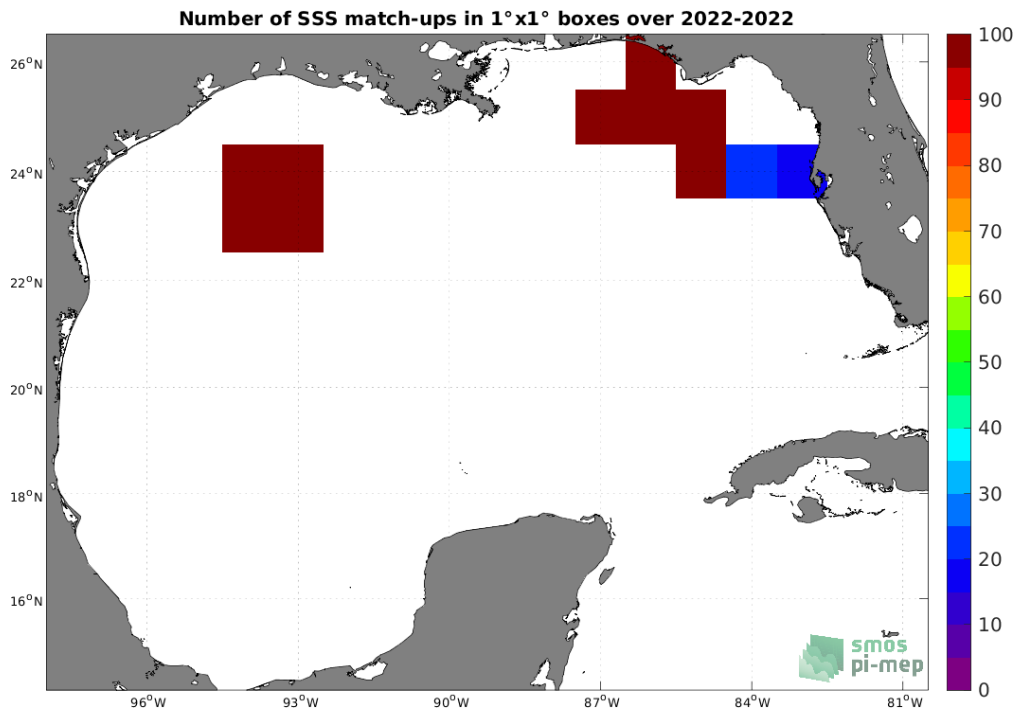 Number of SSS match-ups in 1°x1° boxes over 2022-2022
100
26°N
90
80
24°N
70
22°N
60
50
20°N
40
18°N
30
20
16°N
10
smos
pi-mep
0
96°W
93°W
90°W
87°W
84°W
81°W